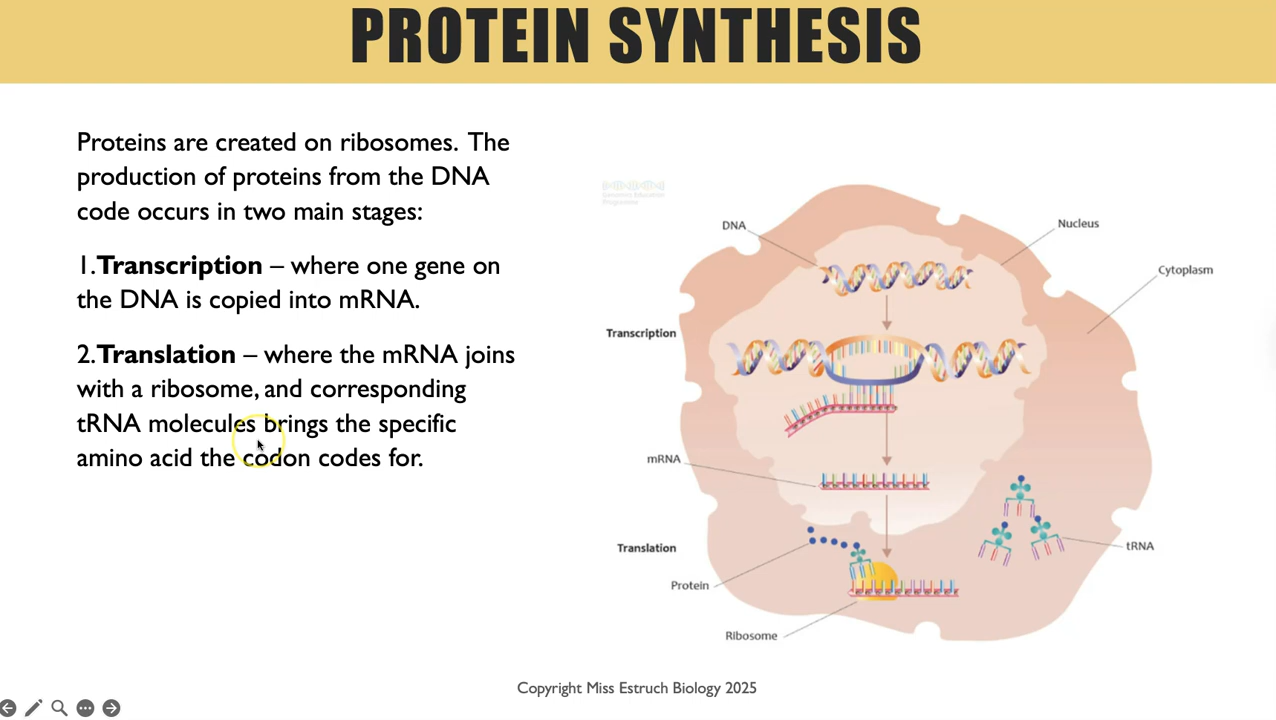 PROTEIN SYNTHESIS
Proteins are created on ribosomes. The
production of proteins from the DNA
code occurs in two main stages:
1.Transcription – where one gene on
the DNA is copied into mRNA.
2.Translation – where the mRNA joins
with a ribosome, and corresponding
tRNA molecules brings the specific
amino acid the codon codes for.
Genomics Education
Programme
DNA
Nucleus
Cytoplasm
Transcription
mRNA
Translation
tRNA
Protein
Ribosome
Copyright Miss Estruch Biology 2025